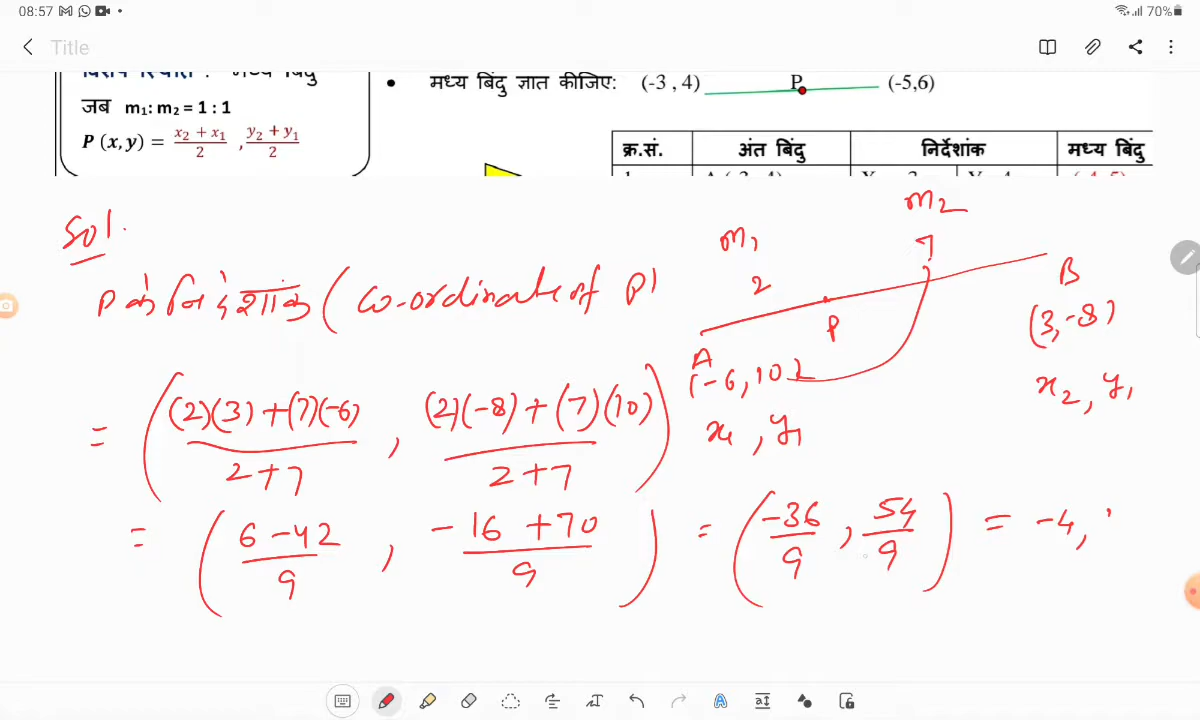 08:57 70%
Title
विशेष स्थिति : मध्य बिंदु
जब m₁: m₂ = 1 : 1
P (x,y) = x₂ + x₁/2 , y₂ + y₁/2
• मध्य बिंदु ज्ञात कीजिए: (-3 , 4) P (-5,6)
क्र.सं. अंत बिंदु निर्देशांक मध्य बिंदु
Sol.
m₁ m₂
2 7
P के निर्देशांक (Co-ordinate of P)
A P B
(-6, 10) (3, -8)
x₁, y₁ x₂, y₁
= ((2)(3)+(7)(-6)/2+7 , (2)(-8)+(7)(10)/2+7)
= (6-42/9 , -16+70/9) = (-36/9 , 54/9) = -4,